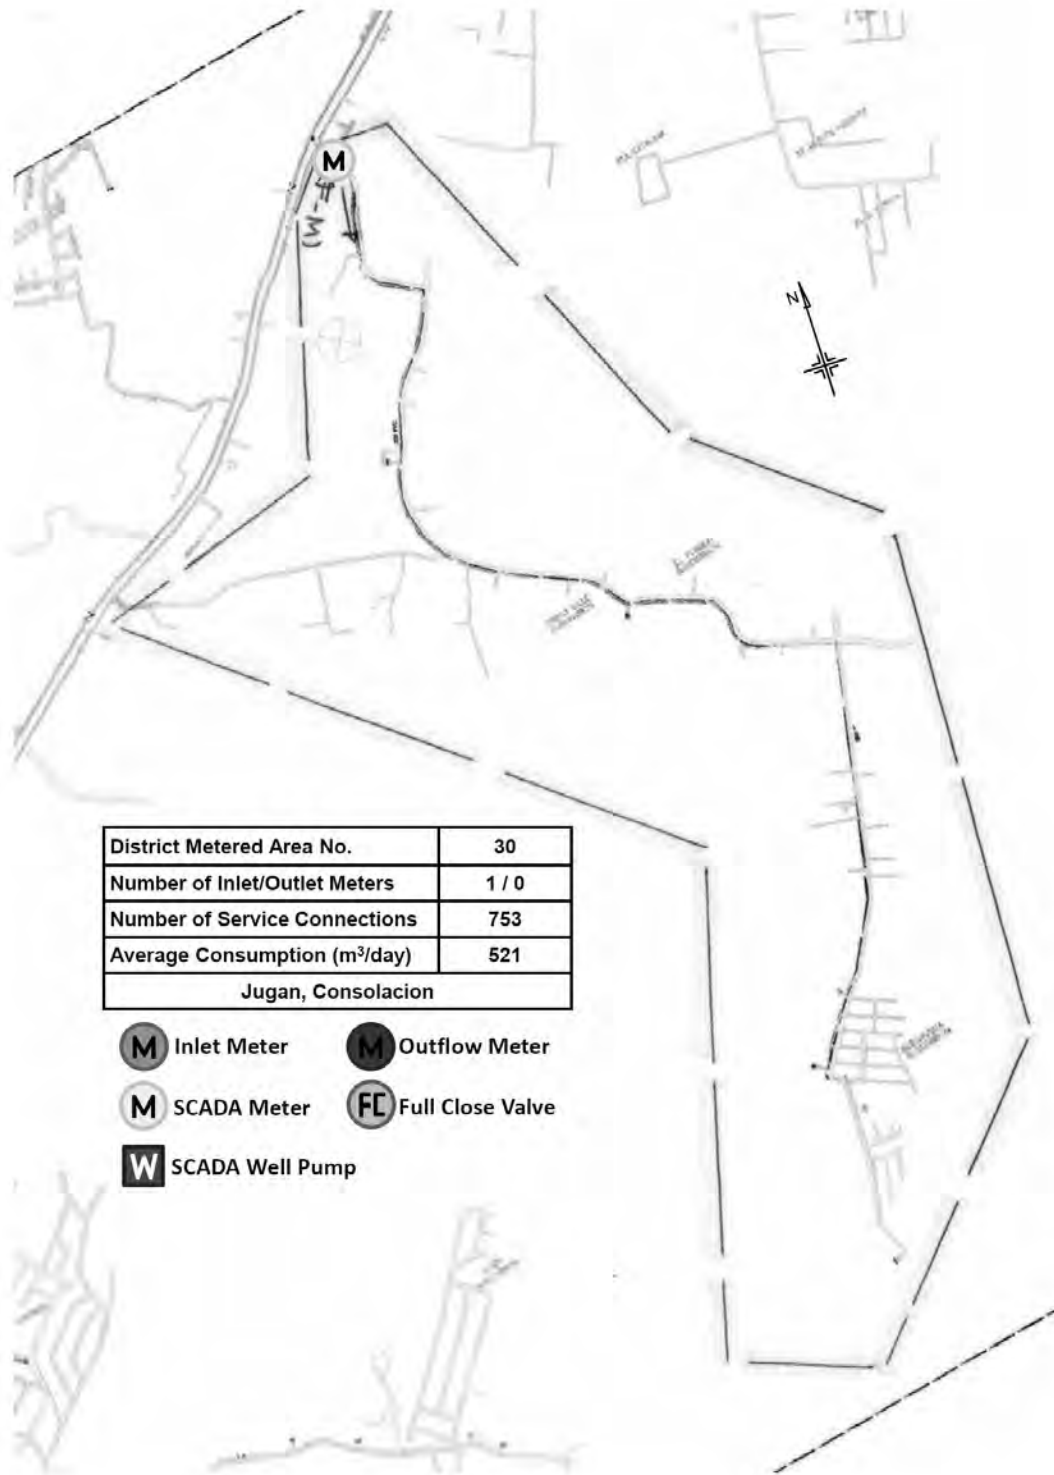 M
N
District Metered Area No. 30
Number of Inlet/Outlet Meters 1 / 0
Number of Service Connections 753
Average Consumption (m³/day) 521
Jugan, Consolacion
M Inlet Meter M Outflow Meter
M SCADA Meter FC Full Close Valve
W SCADA Well Pump